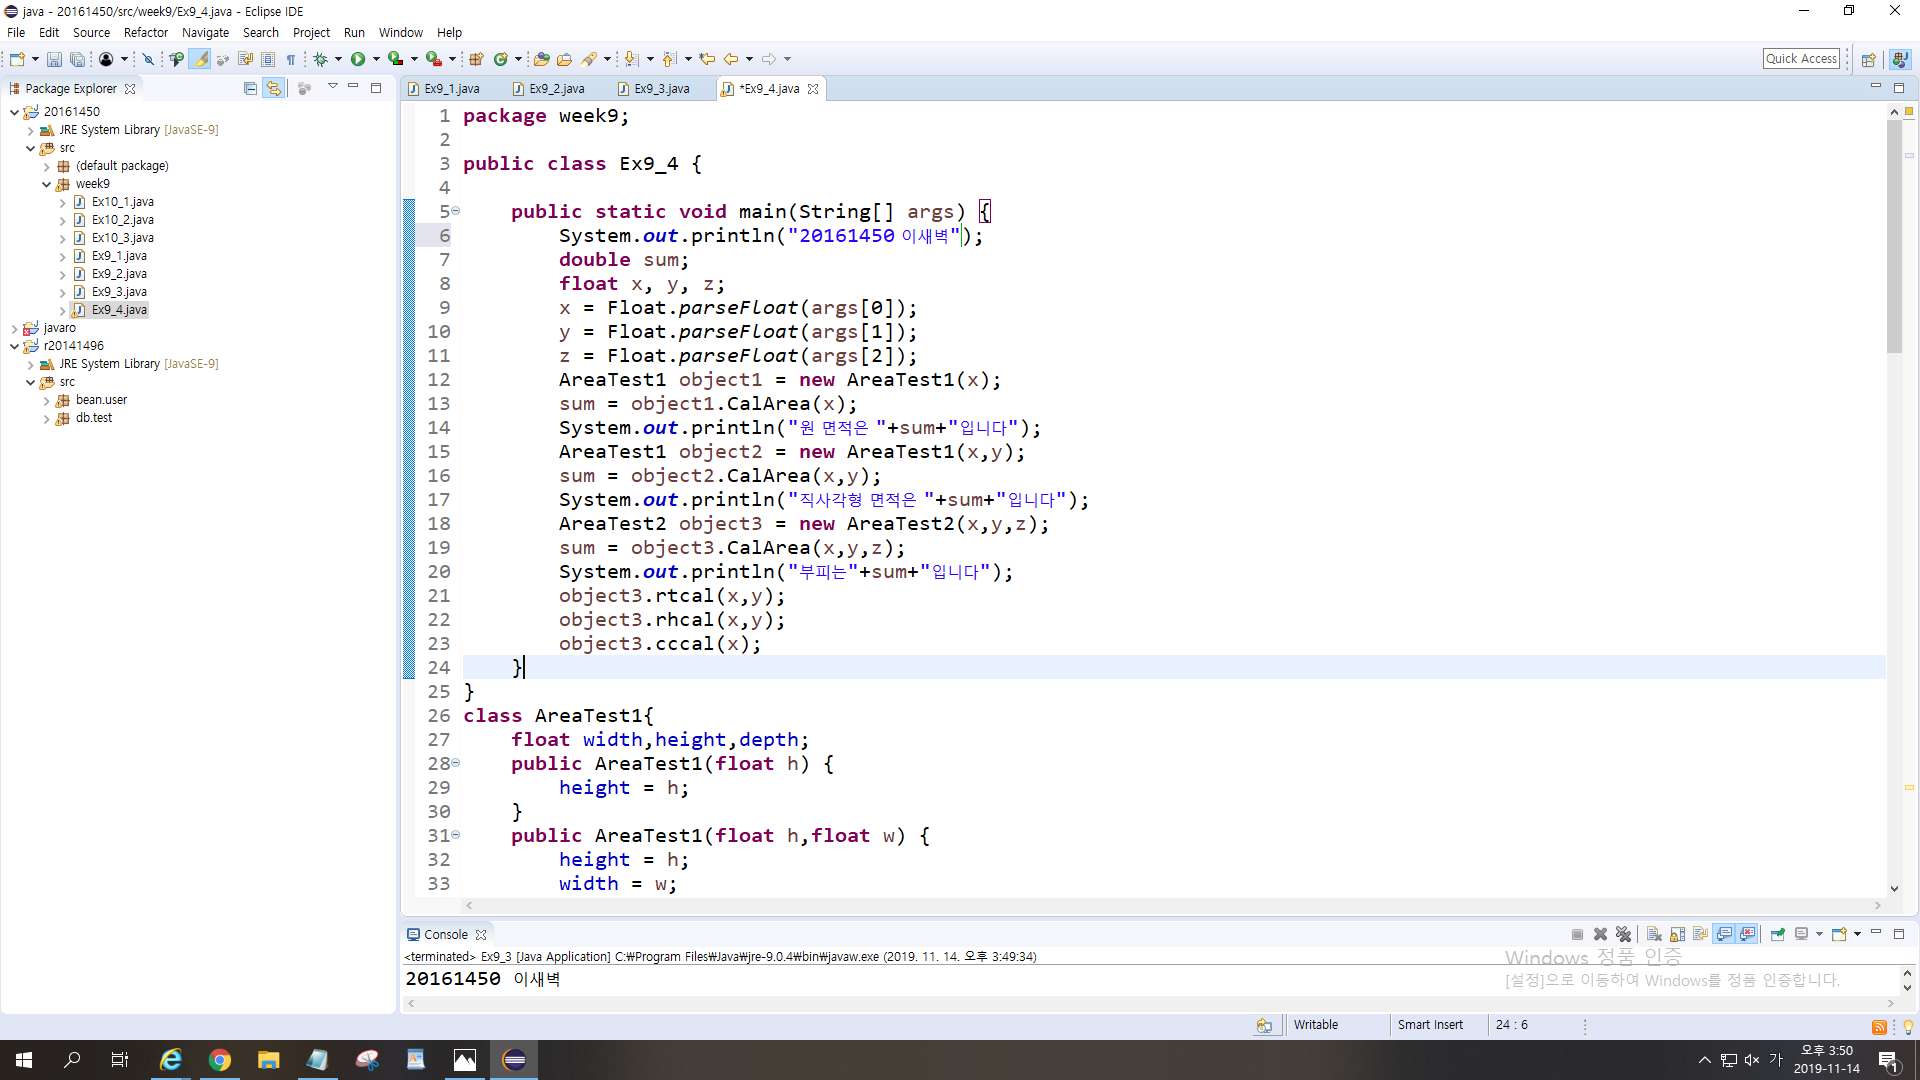 java - 20161450/src/week9/Ex9_4.java - Eclipse IDE
File Edit Source Refactor Navigate Search Project Run Window Help
Quick Access
Package Explorer
20161450
JRE System Library [JavaSE-9]
src
(default package)
week9
Ex10_1.java
Ex10_2.java
Ex10_3.java
Ex9_1.java
Ex9_2.java
Ex9_3.java
Ex9_4.java
javaro
r20141496
JRE System Library [JavaSE-9]
src
bean.user
db.test
Ex9_1.java Ex9_2.java Ex9_3.java *Ex9_4.java
1 package week9;
2
3 public class Ex9_4 {
4
5 public static void main(String[] args) {
6 System.out.println("20161450 이새벽");
7 double sum;
8 float x, y, z;
9 x = Float.parseFloat(args[0]);
10 y = Float.parseFloat(args[1]);
11 z = Float.parseFloat(args[2]);
12 AreaTest1 object1 = new AreaTest1(x);
13 sum = object1.CalArea(x);
14 System.out.println("원 면적은 "+sum+"입니다");
15 AreaTest1 object2 = new AreaTest1(x,y);
16 sum = object2.CalArea(x,y);
17 System.out.println("직사각형 면적은 "+sum+"입니다");
18 AreaTest2 object3 = new AreaTest2(x,y,z);
19 sum = object3.CalArea(x,y,z);
20 System.out.println("부피는"+sum+"입니다");
21 object3.rtcal(x,y);
22 object3.rhcal(x,y);
23 object3.cccal(x);
24 }
25 }
26 class AreaTest1{
27 float width,height,depth;
28 public AreaTest1(float h) {
29 height = h;
30 }
31 public AreaTest1(float h,float w) {
32 height = h;
33 width = w;
Console
<terminated> Ex9_3 [Java Application] C:₩Program Files₩Java₩jre-9.0.4₩bin₩javaw.exe (2019. 11. 14. 오후 3:49:34)
20161450 이새벽
Windows 정품 인증
[설정]으로 이동하여 Windows를 정품 인증합니다.
Writable Smart Insert 24 : 6
가 오후 3:50
2019-11-14
1